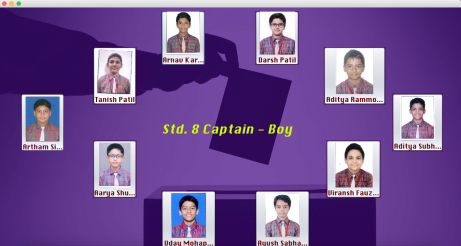 Arnav Kar...
Darsh Patil
Tanish Patil
Aditya Rammo...
Artham Si...
Std. 8 Captain - Boy
Aditya Subh...
Aarya Shu...
Viransh Fauz...
Uday Mohap...
Ayush Sabha...